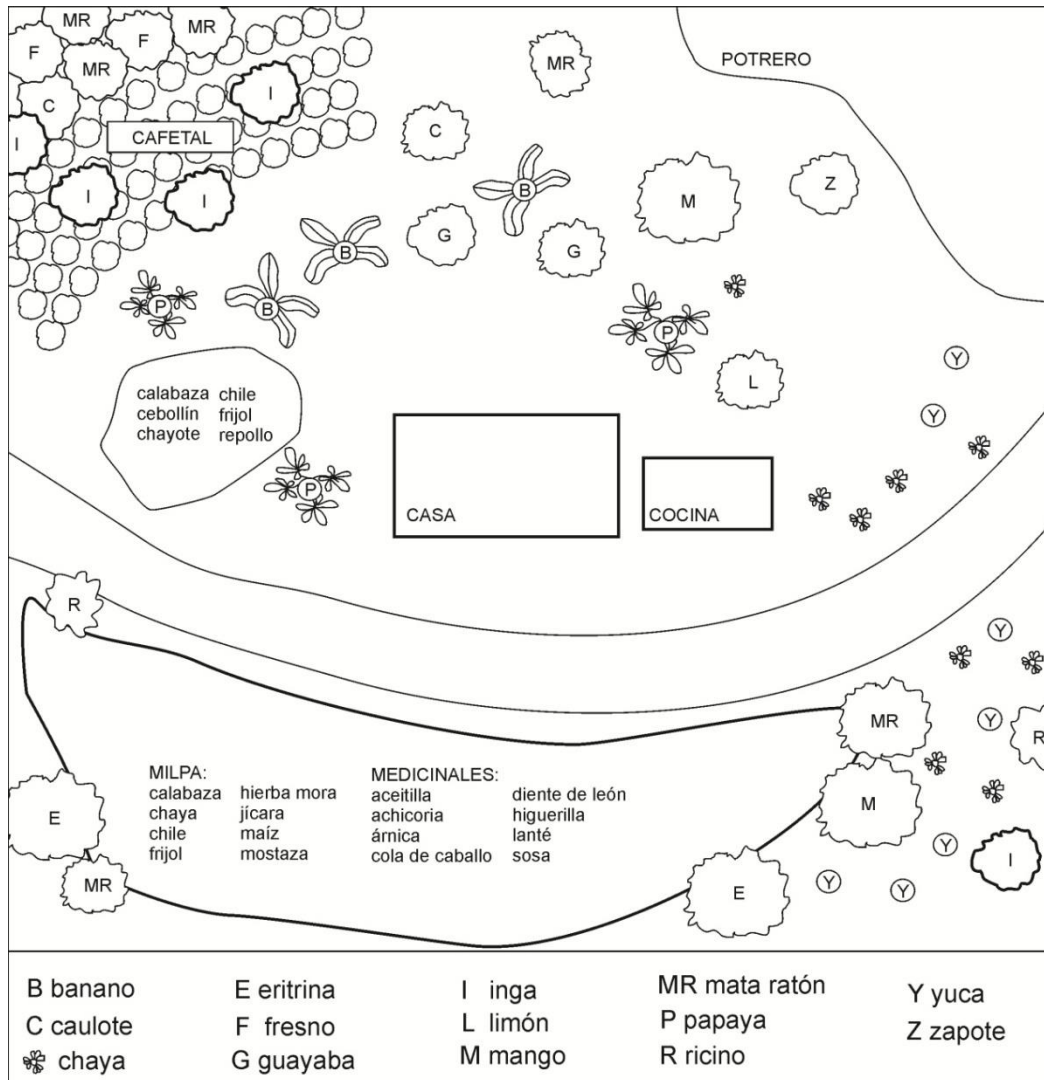 MR
MR
F
F
MR
MR
POTRERO
I
C
C
CAFETAL
I
B
Z
I
I
M
G
G
B
B
P
P
Y
L
calabaza chile
cebollín frijol
chayote repollo
Y
P
CASA
COCINA
R
Y
MR
Y
R
MILPA:
calabaza hierba mora
chaya jícara
chile maíz
frijol mostaza
MEDICINALES:
aceitilla diente de león
achicoria higuerilla
árnica lanté
cola de caballo sosa
E
M
Y
I
MR
E
Y
Y
B banano
C caulote
chaya
E eritrina
F fresno
G guayaba
I inga
L limón
M mango
MR mata ratón
P papaya
R ricino
Y yuca
Z zapote